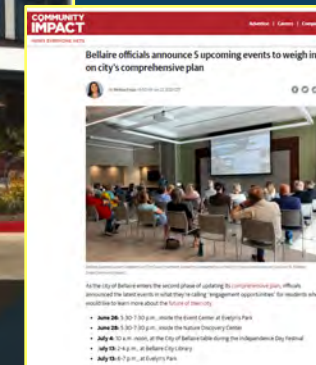 COMMUNITY
IMPACT
Advertise | Careers |
Bellaire officials announce 5 upcoming events to weigh in
on city's comprehensive plan
As the city of Bellaire enters the second phase of updating its comprehensive plan, officials
announced the latest events in what they're calling "engagement opportunities" for residents who
would like to learn more about the future of their city.
June 26: 5:30-7:30 p.m., inside the Event Center at Evelyn's Park
June 28: 5:30-7:30 p.m., inside the Nature Discovery Center
July 4: 10 a.m.-noon, at the City of Bellaire table during the Independence Day Festival
July 13: 2-4 p.m., at Bellaire City Library
July 15: 6-7 p.m., at Evelyn's Park